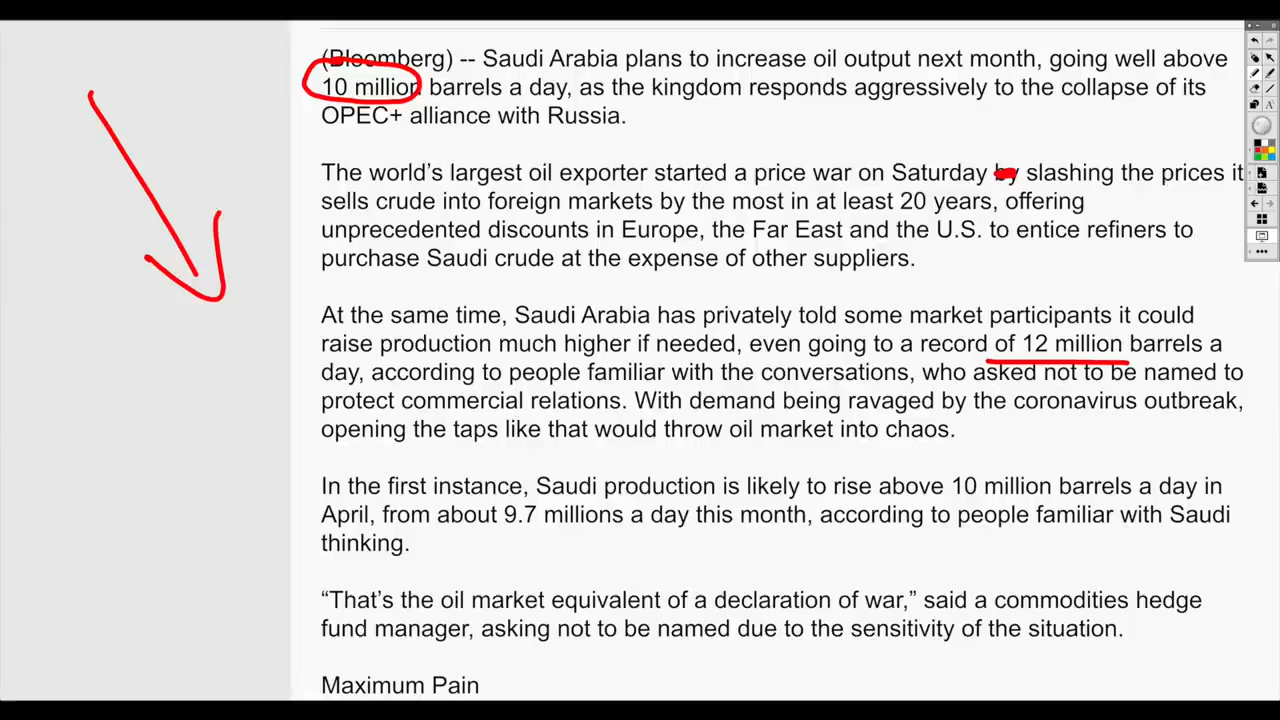 (Bloomberg) -- Saudi Arabia plans to increase oil output next month, going well above
10 million barrels a day, as the kingdom responds aggressively to the collapse of its
OPEC+ alliance with Russia.
The world's largest oil exporter started a price war on Saturday by slashing the prices it
sells crude into foreign markets by the most in at least 20 years, offering
unprecedented discounts in Europe, the Far East and the U.S. to entice refiners to
purchase Saudi crude at the expense of other suppliers.
At the same time, Saudi Arabia has privately told some market participants it could
raise production much higher if needed, even going to a record of 12 million barrels a
day, according to people familiar with the conversations, who asked not to be named to
protect commercial relations. With demand being ravaged by the coronavirus outbreak,
opening the taps like that would throw oil market into chaos.
In the first instance, Saudi production is likely to rise above 10 million barrels a day in
April, from about 9.7 millions a day this month, according to people familiar with Saudi
thinking.
“That's the oil market equivalent of a declaration of war,” said a commodities hedge
fund manager, asking not to be named due to the sensitivity of the situation.
Maximum Pain